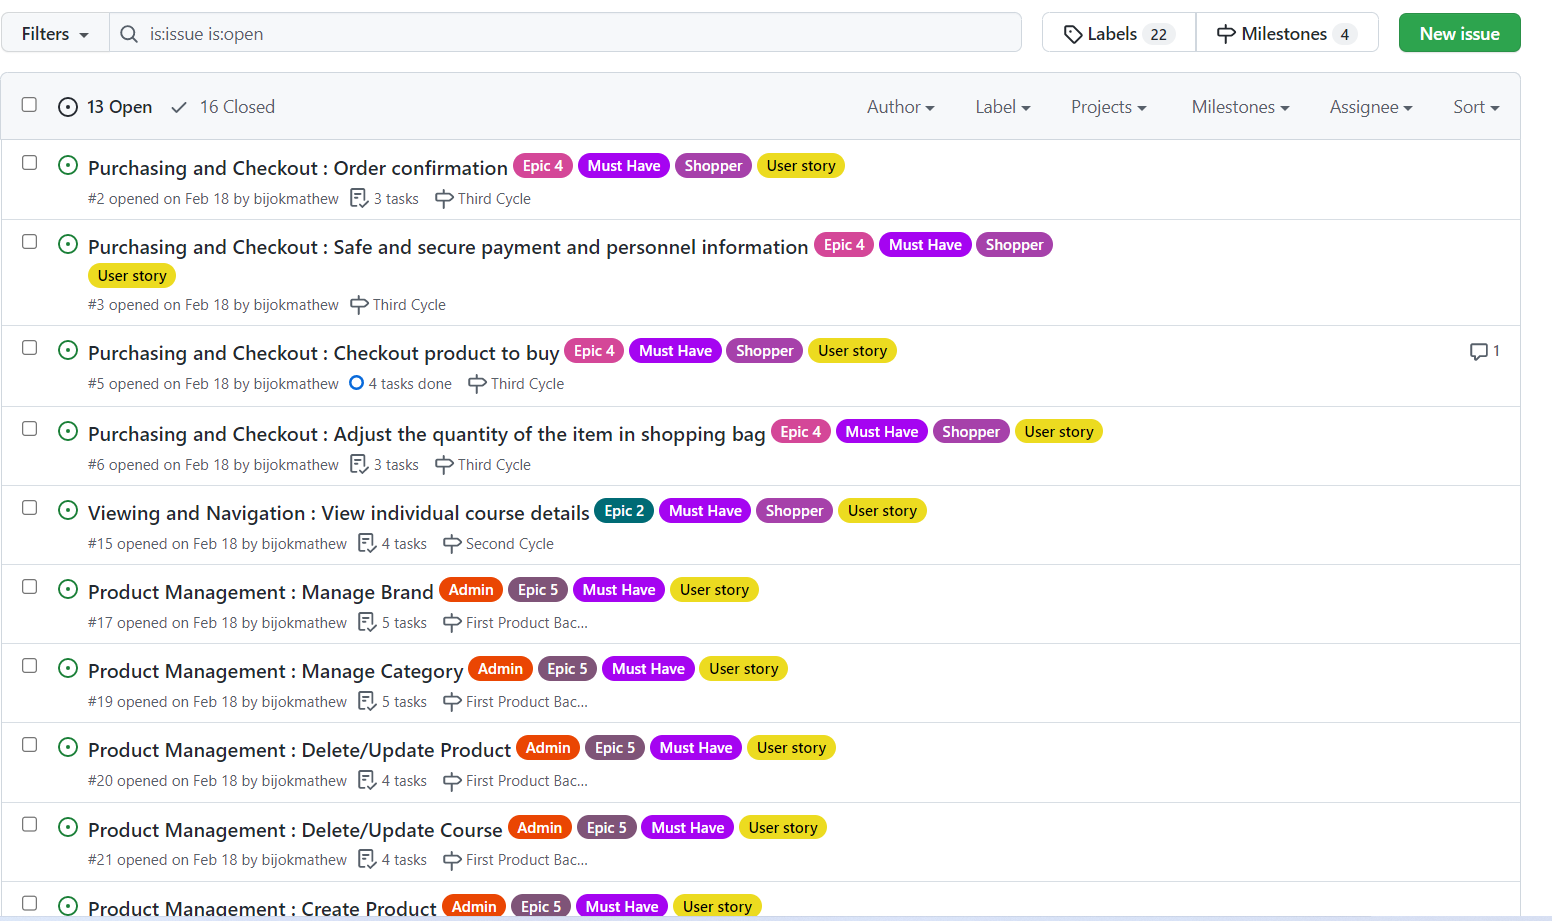 Filters is:issue is:open Labels 22 Milestones 4 New issue
13 Open 16 Closed Author Label Projects Milestones Assignee Sort
Purchasing and Checkout : Order confirmation Epic 4 Must Have Shopper User story
#2 opened on Feb 18 by bijokmathew 3 tasks Third Cycle
Purchasing and Checkout : Safe and secure payment and personnel information Epic 4 Must Have Shopper
User story
#3 opened on Feb 18 by bijokmathew Third Cycle
Purchasing and Checkout : Checkout product to buy Epic 4 Must Have Shopper User story 1
#5 opened on Feb 18 by bijokmathew 4 tasks done Third Cycle
Purchasing and Checkout : Adjust the quantity of the item in shopping bag Epic 4 Must Have Shopper User story
#6 opened on Feb 18 by bijokmathew 3 tasks Third Cycle
Viewing and Navigation : View individual course details Epic 2 Must Have Shopper User story
#15 opened on Feb 18 by bijokmathew 4 tasks Second Cycle
Product Management : Manage Brand Admin Epic 5 Must Have User story
#17 opened on Feb 18 by bijokmathew 5 tasks First Product Bac...
Product Management : Manage Category Admin Epic 5 Must Have User story
#19 opened on Feb 18 by bijokmathew 5 tasks First Product Bac...
Product Management : Delete/Update Product Admin Epic 5 Must Have User story
#20 opened on Feb 18 by bijokmathew 4 tasks First Product Bac...
Product Management : Delete/Update Course Admin Epic 5 Must Have User story
#21 opened on Feb 18 by bijokmathew 4 tasks First Product Bac...
Product Management : Create Product Admin Epic 5 Must Have User story